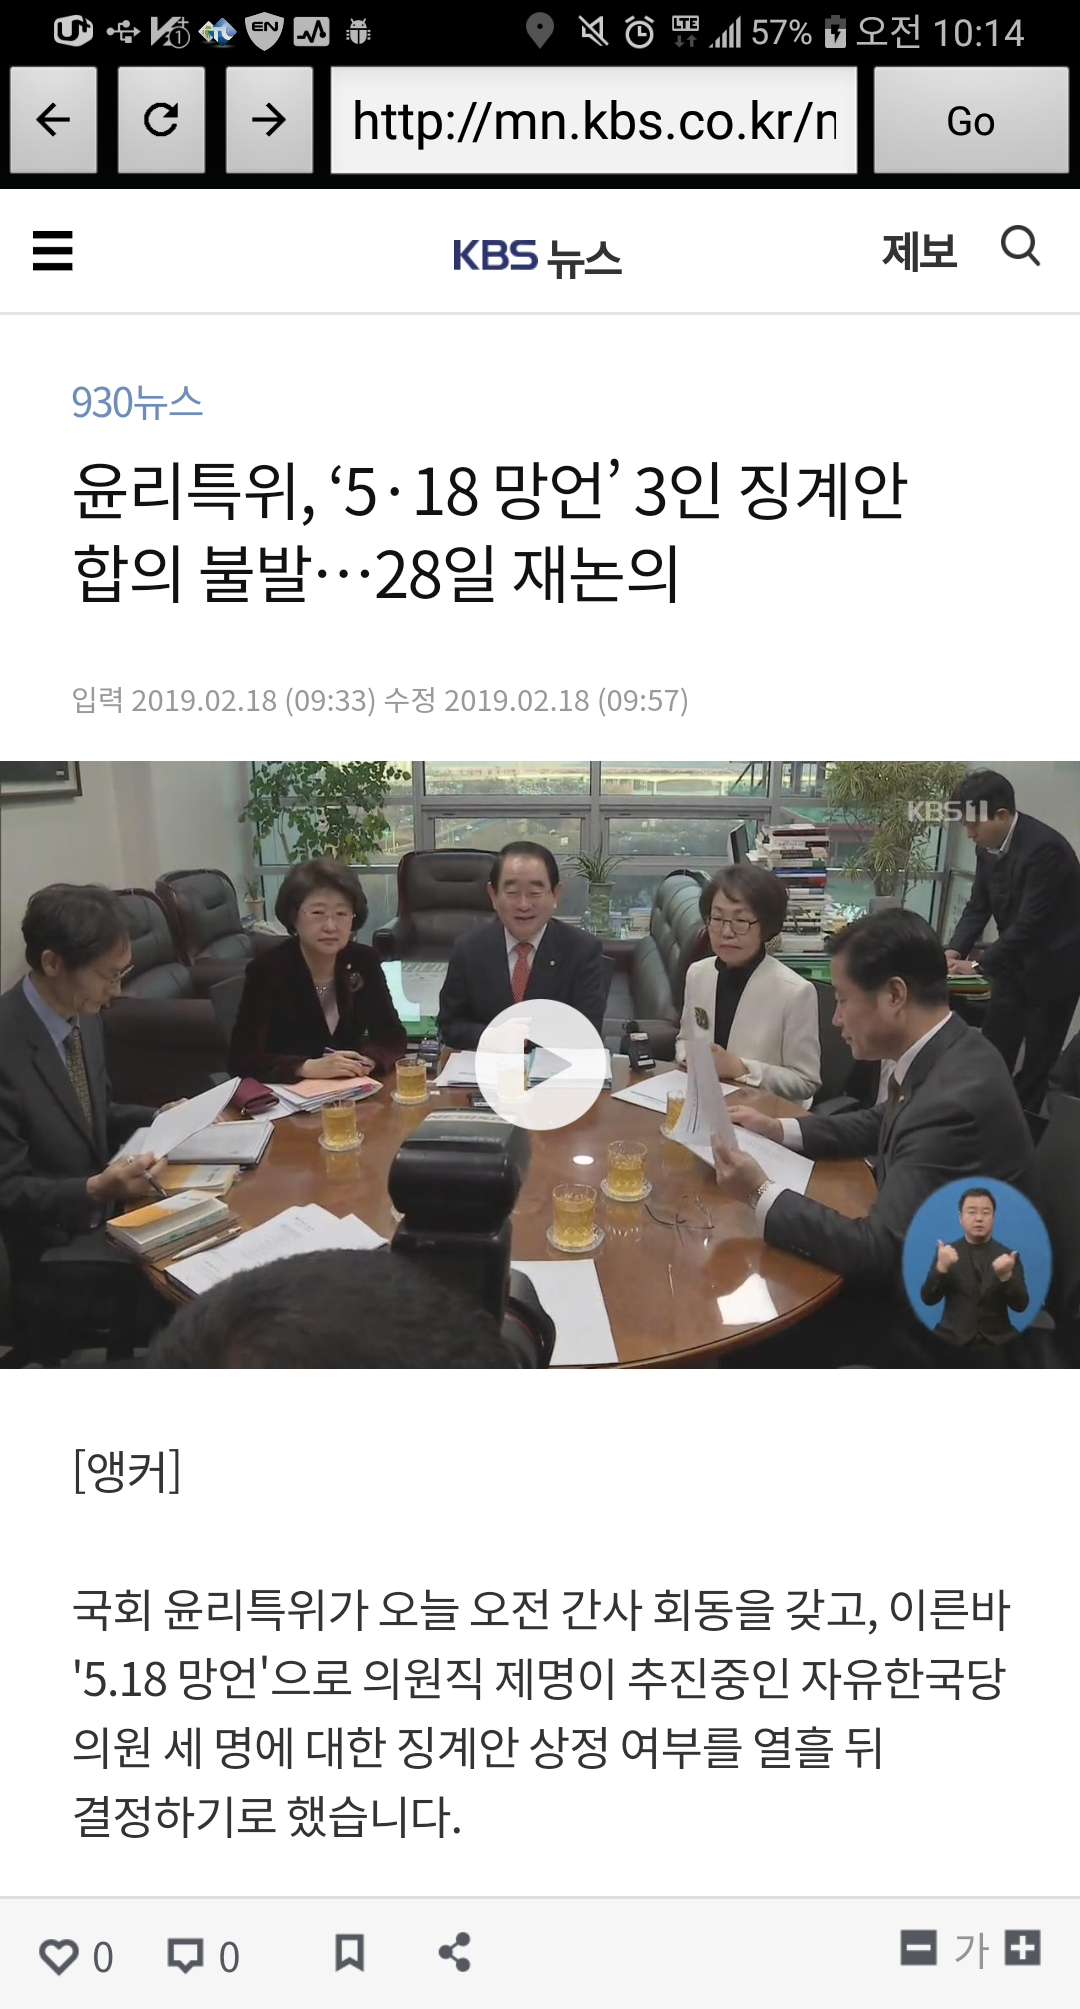 EN
1
LTE
57%
오전 10:14
http://mn.kbs.co.kr/n
Go
KBS 뉴스
제보
930뉴스
윤리특위, ‘5·18 망언’ 3인 징계안
합의 불발…28일 재논의
입력 2019.02.18 (09:33) 수정 2019.02.18 (09:57)
KBS 1
[앵커]
국회 윤리특위가 오늘 오전 간사 회동을 갖고, 이른바
'5.18 망언'으로 의원직 제명이 추진중인 자유한국당
의원 세 명에 대한 징계안 상정 여부를 열흘 뒤
결정하기로 했습니다.
0
0
가